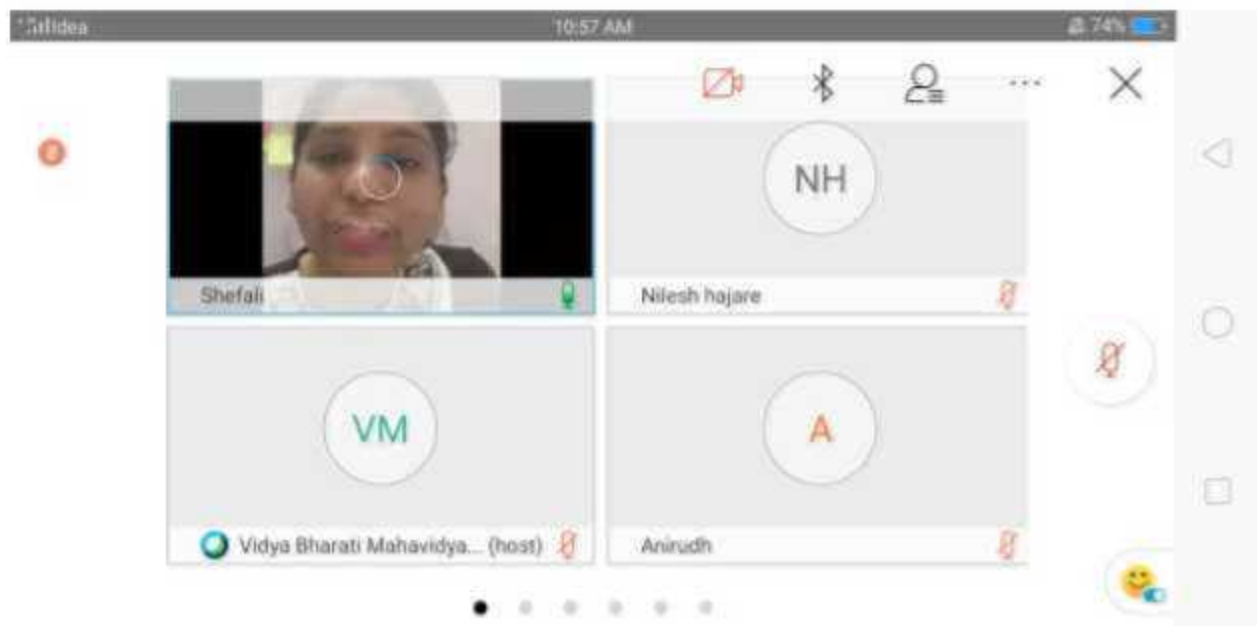 Idea 10:57 AM 74%
NH
Shefali Nilesh hajare
VM A
Vidya Bharati Mahavidya... (host) Anirudh